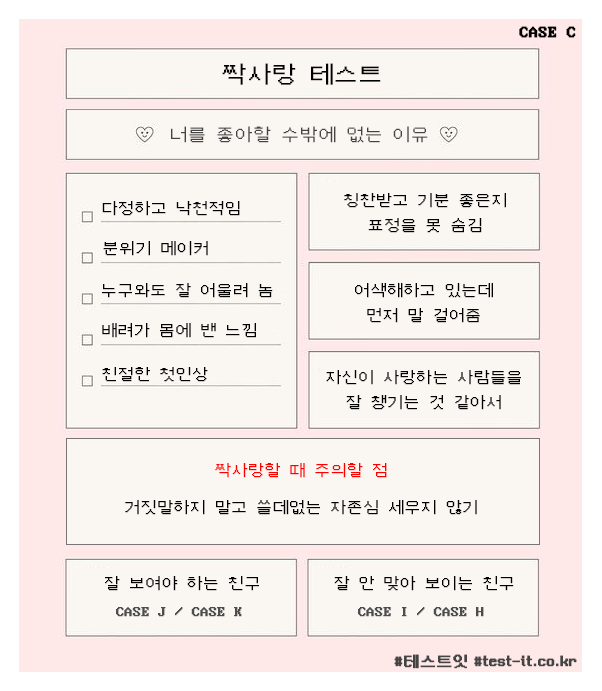 CASE C
짝사랑 테스트
너를 좋아할 수밖에 없는 이유
다정하고 낙천적임
분위기 메이커
누구와도 잘 어울려 놈
배려가 몸에 밴 느낌
친절한 첫인상
칭찬받고 기분 좋은지
표정을 못 숨김
어색해하고 있는데
먼저 말 걸어줌
자신이 사랑하는 사람들을
잘 챙기는 것 같아서
짝사랑할 때 주의할 점
거짓말하지 말고 쓸데없는 자존심 세우지 않기
잘 보여야 하는 친구
CASE J / CASE K
잘 안 맞아 보이는 친구
CASE I / CASE H
#테스트잇 #test-it.co.kr